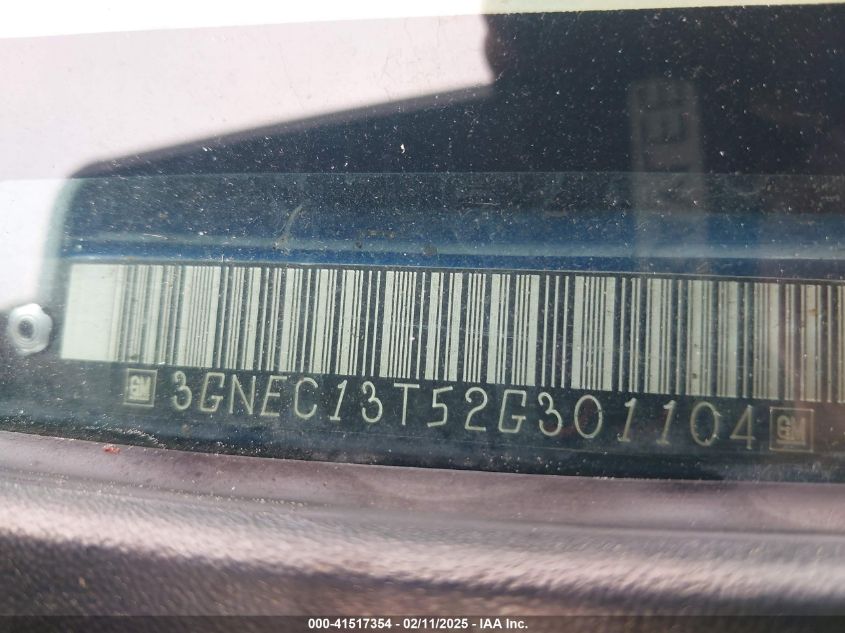 GM 3GNEC13T52G301104 GM
000-41517354 - 02/11/2025 - IAA Inc.